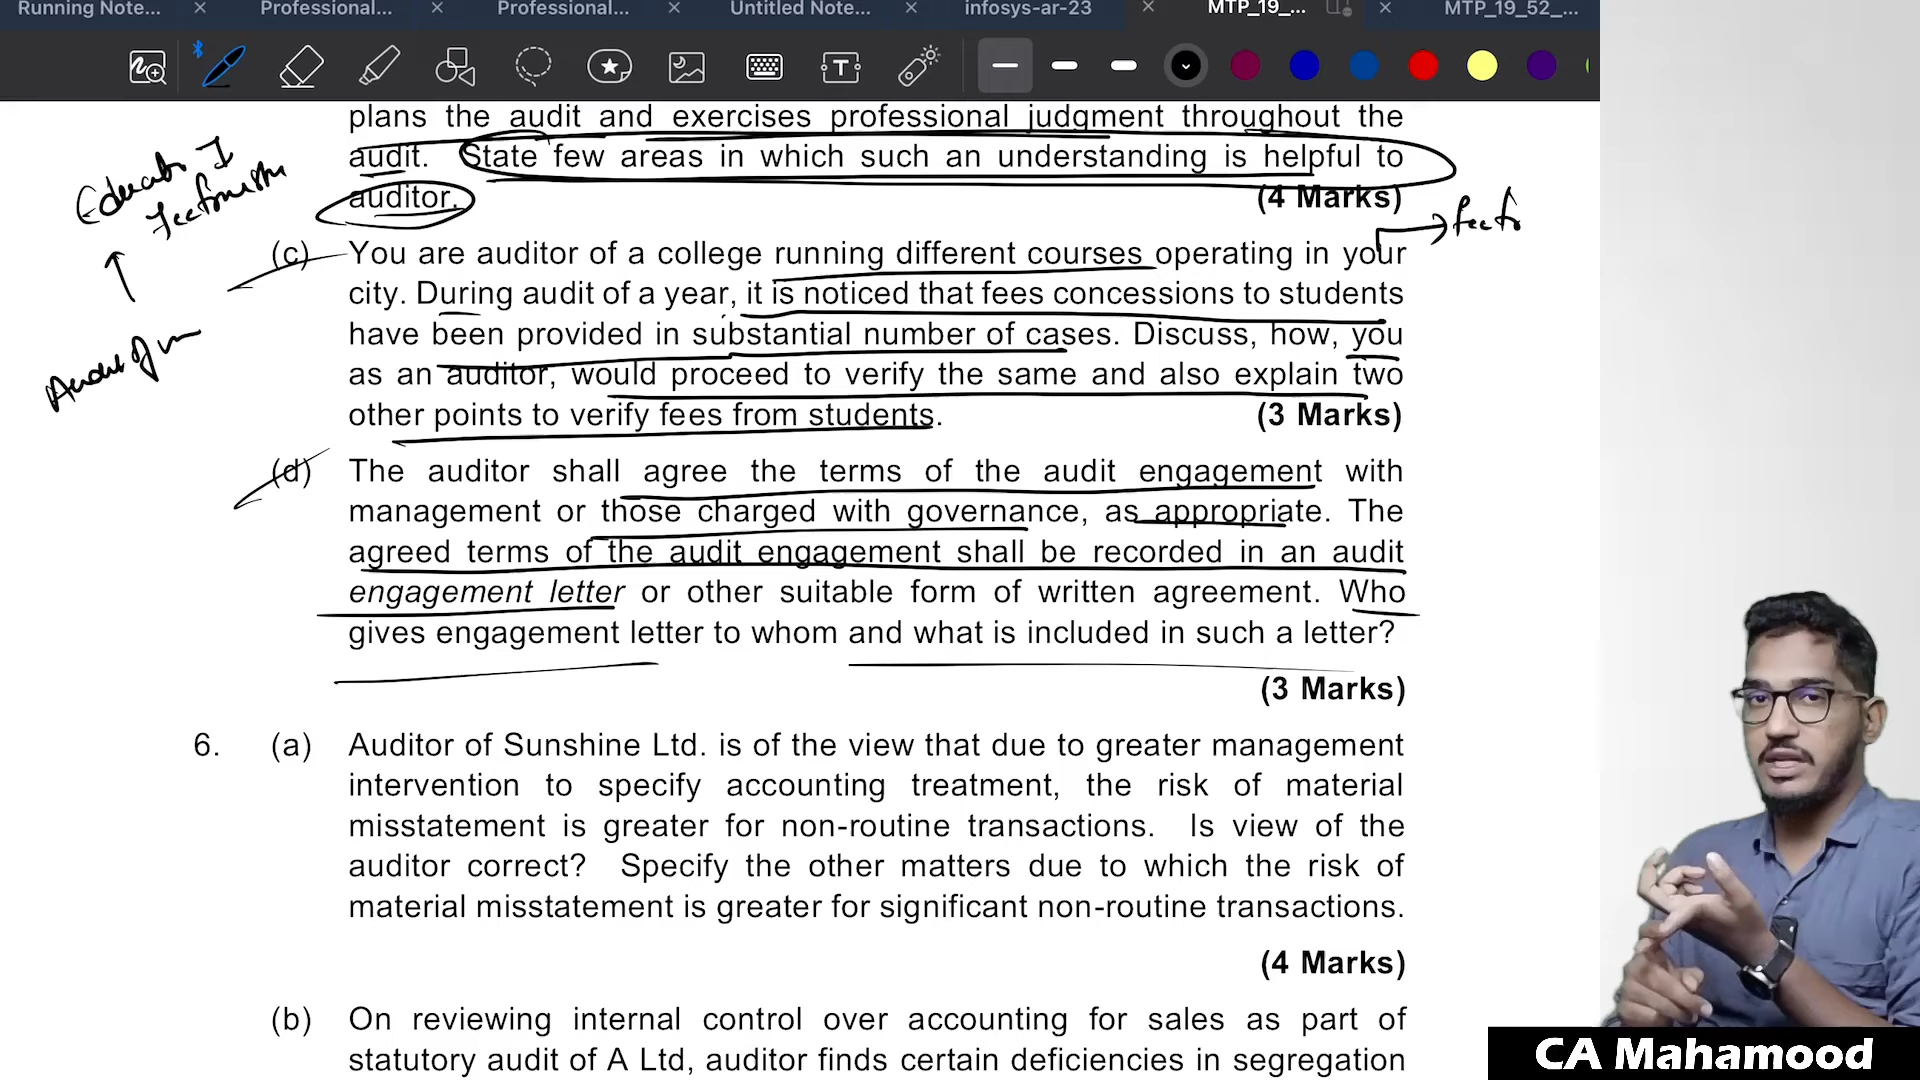 Running Note...
Professional...
Professional...
Untitled Note...
infosys-ar-23
MTP_19_...
MTP_19_52_...
plans the audit and exercises professional judgment throughout the
audit. State few areas in which such an understanding is helpful to
auditor. (4 Marks)
(c) You are auditor of a college running different courses operating in your
city. During audit of a year, it is noticed that fees concessions to students
have been provided in substantial number of cases. Discuss, how, you
as an auditor, would proceed to verify the same and also explain two
other points to verify fees from students. (3 Marks)
(d) The auditor shall agree the terms of the audit engagement with
management or those charged with governance, as appropriate. The
agreed terms of the audit engagement shall be recorded in an audit
engagement letter or other suitable form of written agreement. Who
gives engagement letter to whom and what is included in such a letter?
(3 Marks)
6. (a) Auditor of Sunshine Ltd. is of the view that due to greater management
intervention to specify accounting treatment, the risk of material
misstatement is greater for non-routine transactions. Is view of the
auditor correct? Specify the other matters due to which the risk of
material misstatement is greater for significant non-routine transactions.
(4 Marks)
(b) On reviewing internal control over accounting for sales as part of
statutory audit of A Ltd, auditor finds certain deficiencies in segregation
CA Mahamood